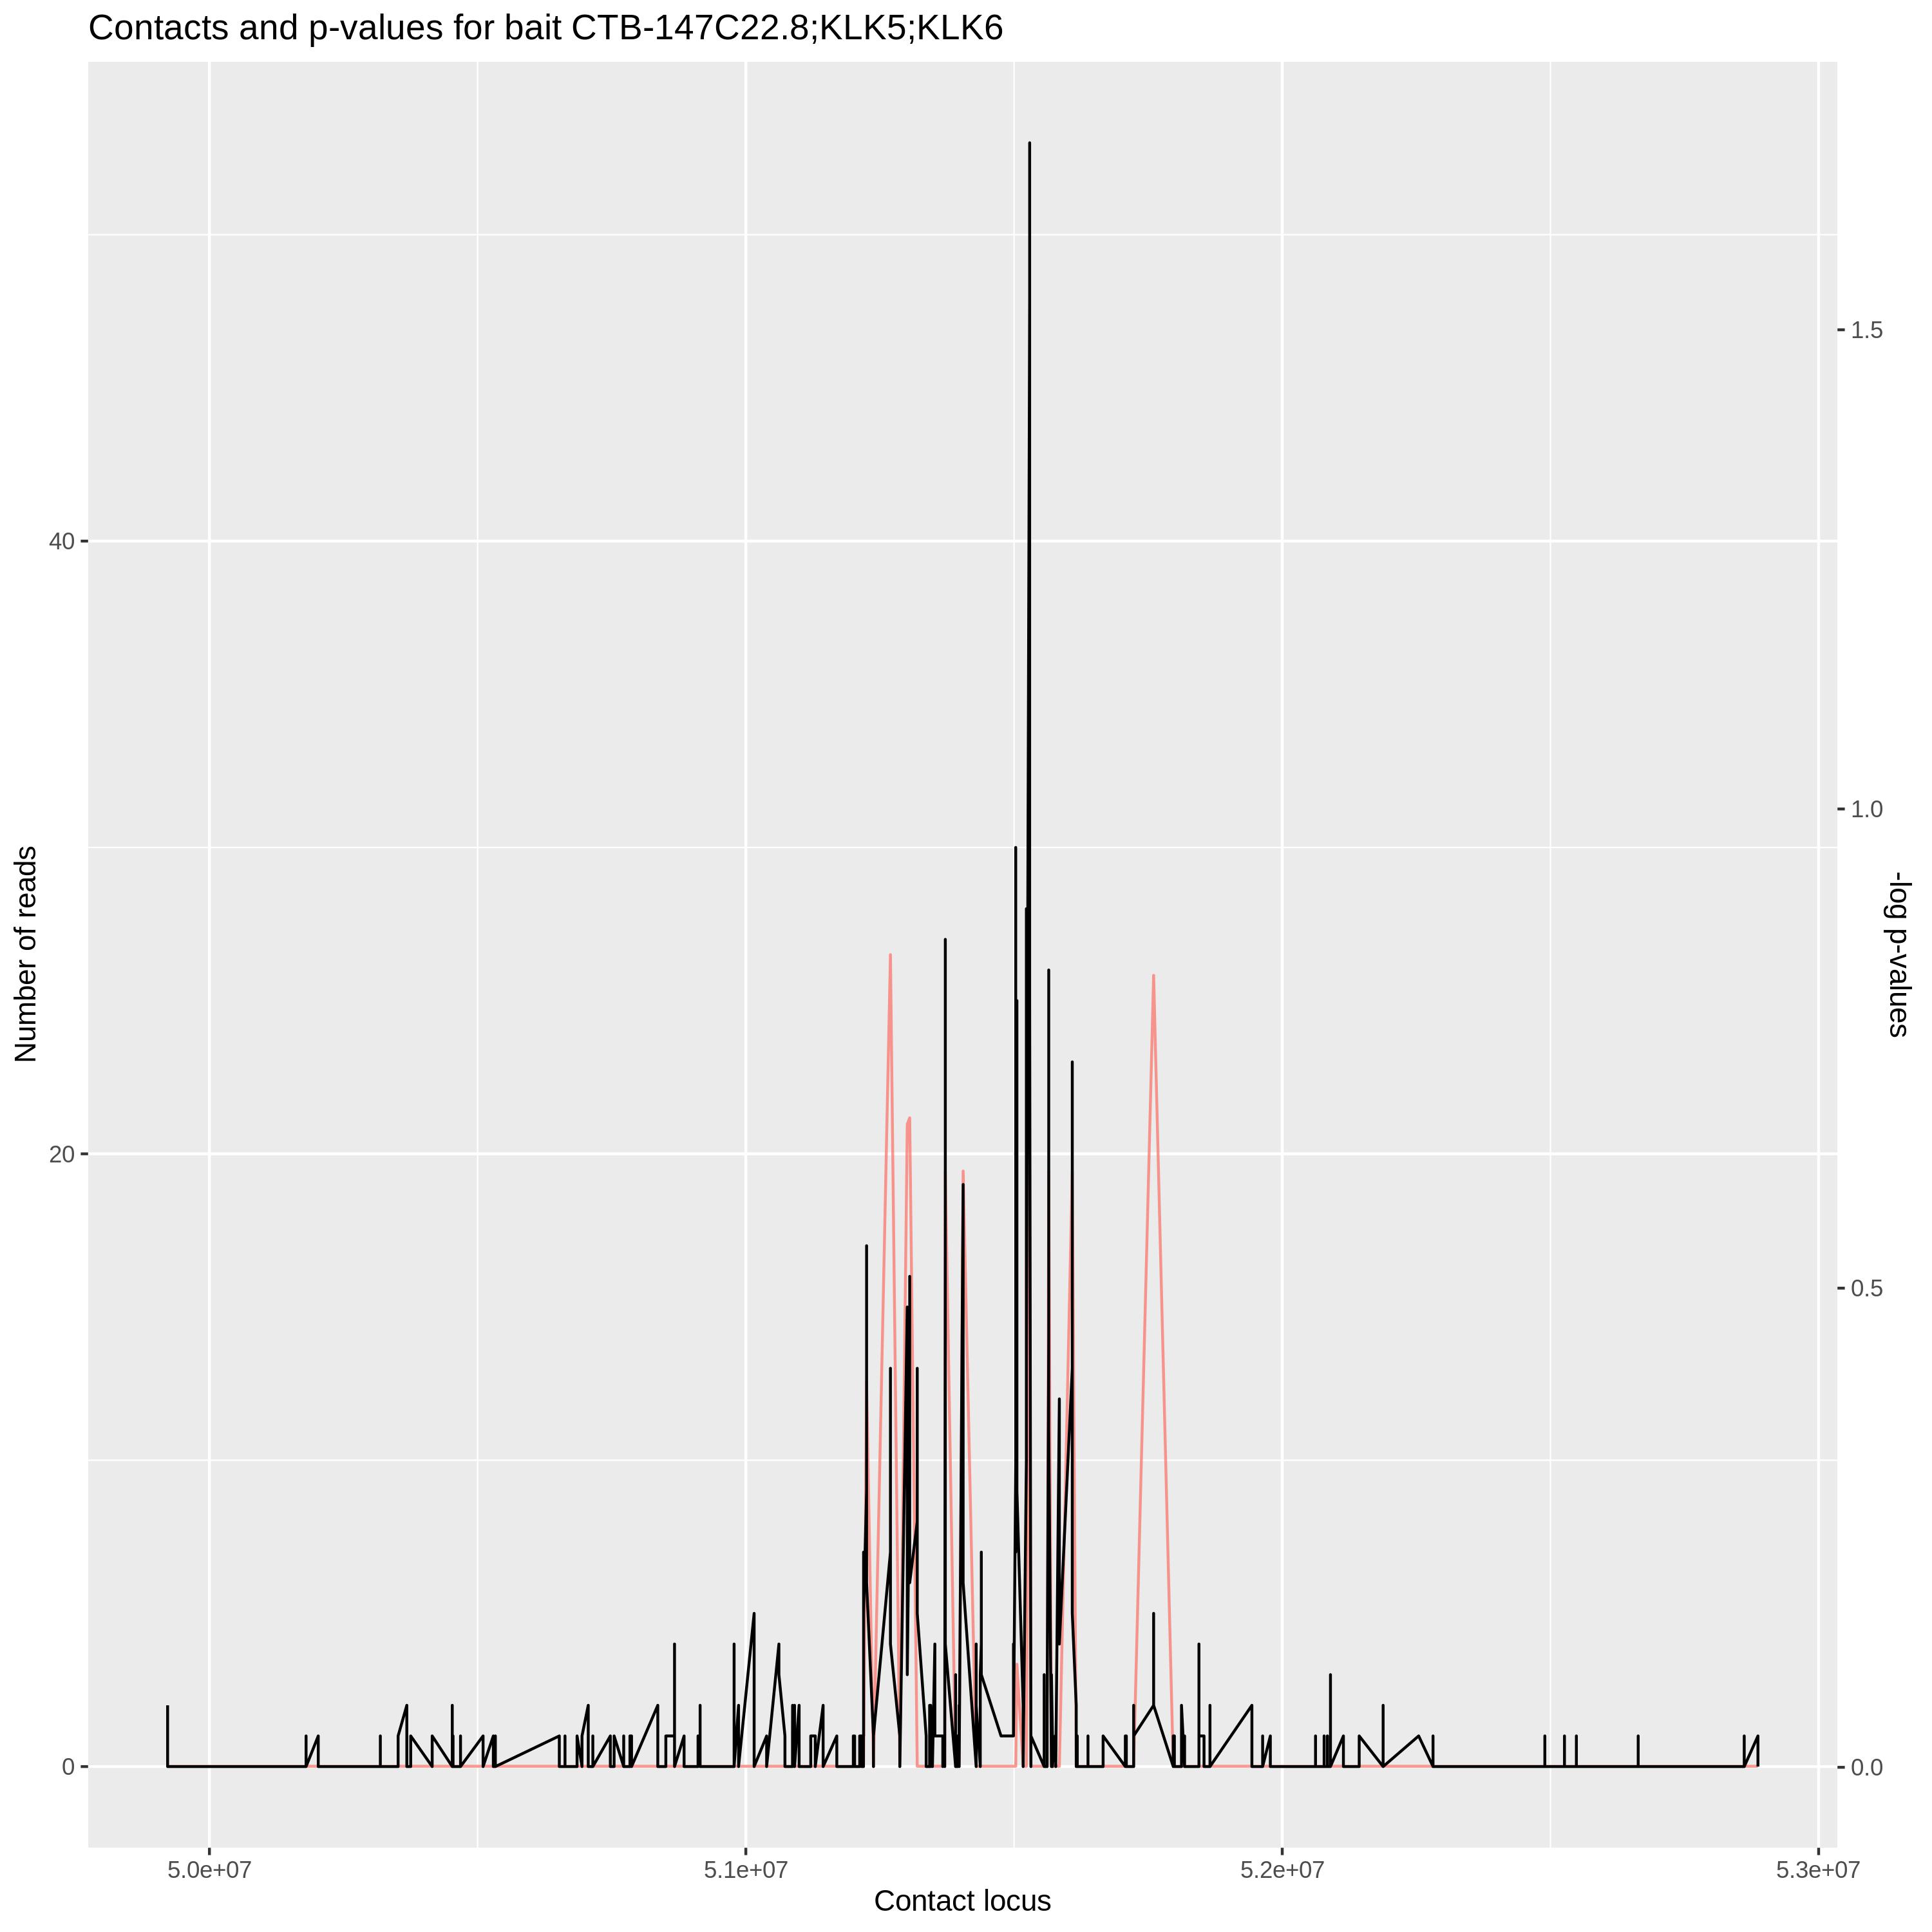 Contacts and p-values for bait CTB-147C22.8;KLK5;KLK6
Number of reads
40
20
0
1.5
1.0
0.5
0.0
-log p-values
5.0e+07
5.1e+07
5.2e+07
5.3e+07
Contact locus